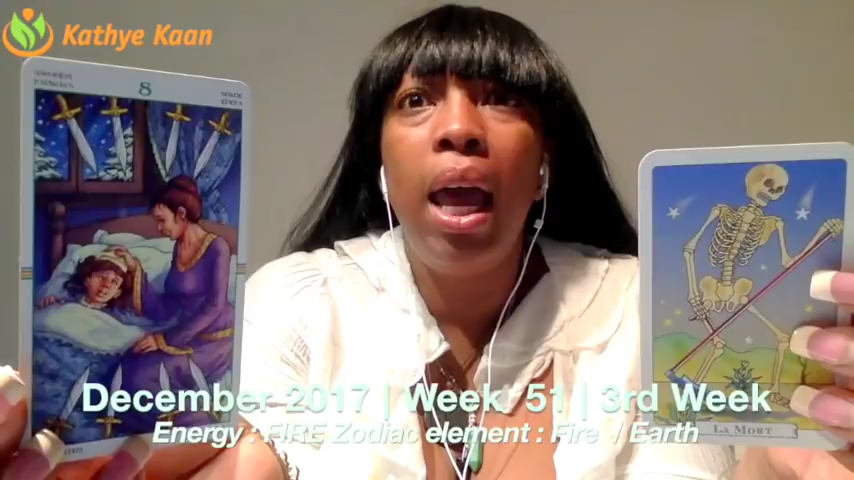 Kathye Kaan
8
December 2017 | Week 51 | 3rd Week
Energy : FIRE Zodiac element : Fire / Earth
LA MORT